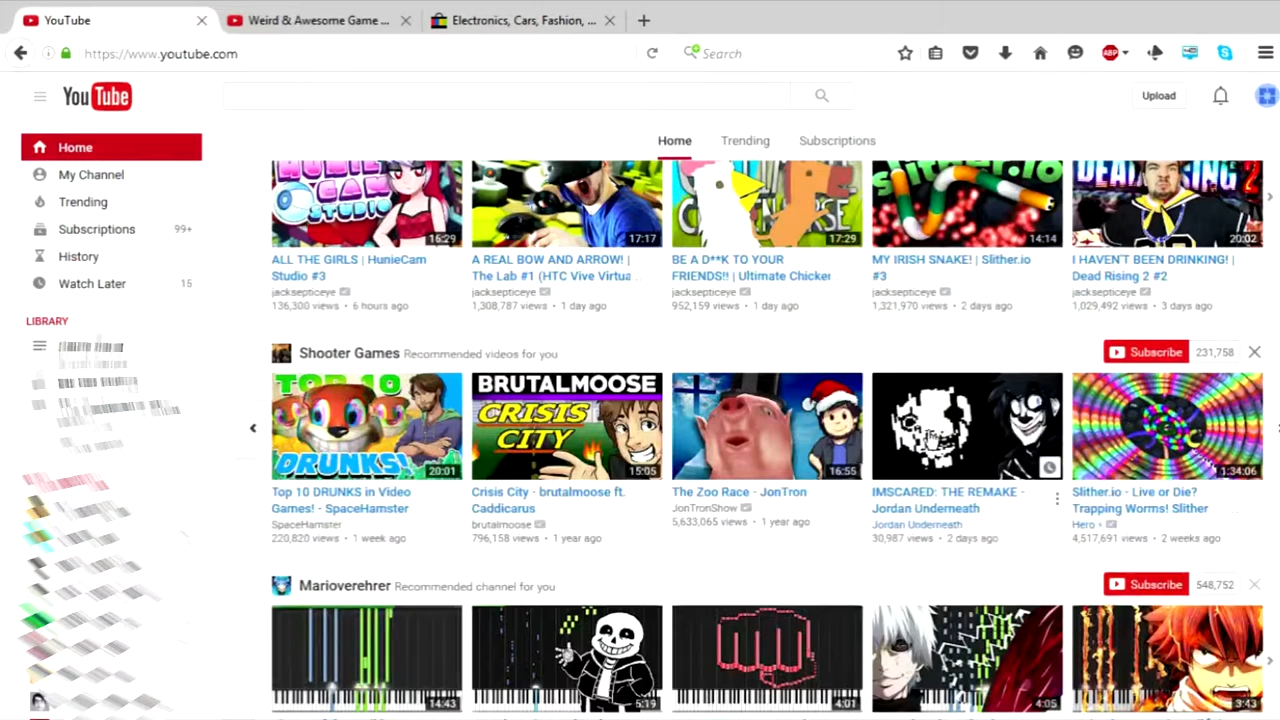 YouTube
Weird & Awesome Game ...
Electronics, Cars, Fashion, ...
https://www.youtube.com
Search
ABP
YouTube
Upload
Home
My Channel
Trending
Subscriptions 99+
History
Watch Later 15
LIBRARY
Home Trending Subscriptions
STUDIO
16:29
17:17
17:29
14:14
20:02
ALL THE GIRLS | HunieCam
Studio #3
jacksepticeye
136,300 views • 6 hours ago
A REAL BOW AND ARROW! |
The Lab #1 (HTC Vive Virtua
jacksepticeye
1,308,787 views • 1 day ago
BE A D**K TO YOUR
FRIENDS!! | Ultimate Chicken
jacksepticeye
952,159 views • 1 day ago
MY IRISH SNAKE! | Slither.io
#3
jacksepticeye
1,321,970 views • 2 days ago
I HAVEN'T BEEN DRINKING! |
Dead Rising 2 #2
jacksepticeye
1,029,492 views • 3 days ago
Shooter Games Recommended videos for you
Subscribe 231,758
TOP 10
DRUNKS!
20:01
BRUTALMOOSE
CRISIS
CITY
15:05
16:55
1:34:06
Top 10 DRUNKS in Video
Games! - SpaceHamster
SpaceHamster
220,820 views • 1 week ago
Crisis City - brutalmoose ft.
Caddicarus
brutalmoose
796,158 views • 1 year ago
The Zoo Race - JonTron
JonTronShow
5,633,065 views • 1 year ago
IMSCARED: THE REMAKE -
Jordan Underneath
Jordan Underneath
30,987 views • 2 days ago
Slither.io - Live or Die?
Trapping Worms! Slither
Hero
4,517,691 views • 2 weeks ago
Marioverehrer Recommended channel for you
Subscribe 548,752
14:43
5:19
4:01
4:05
3:43